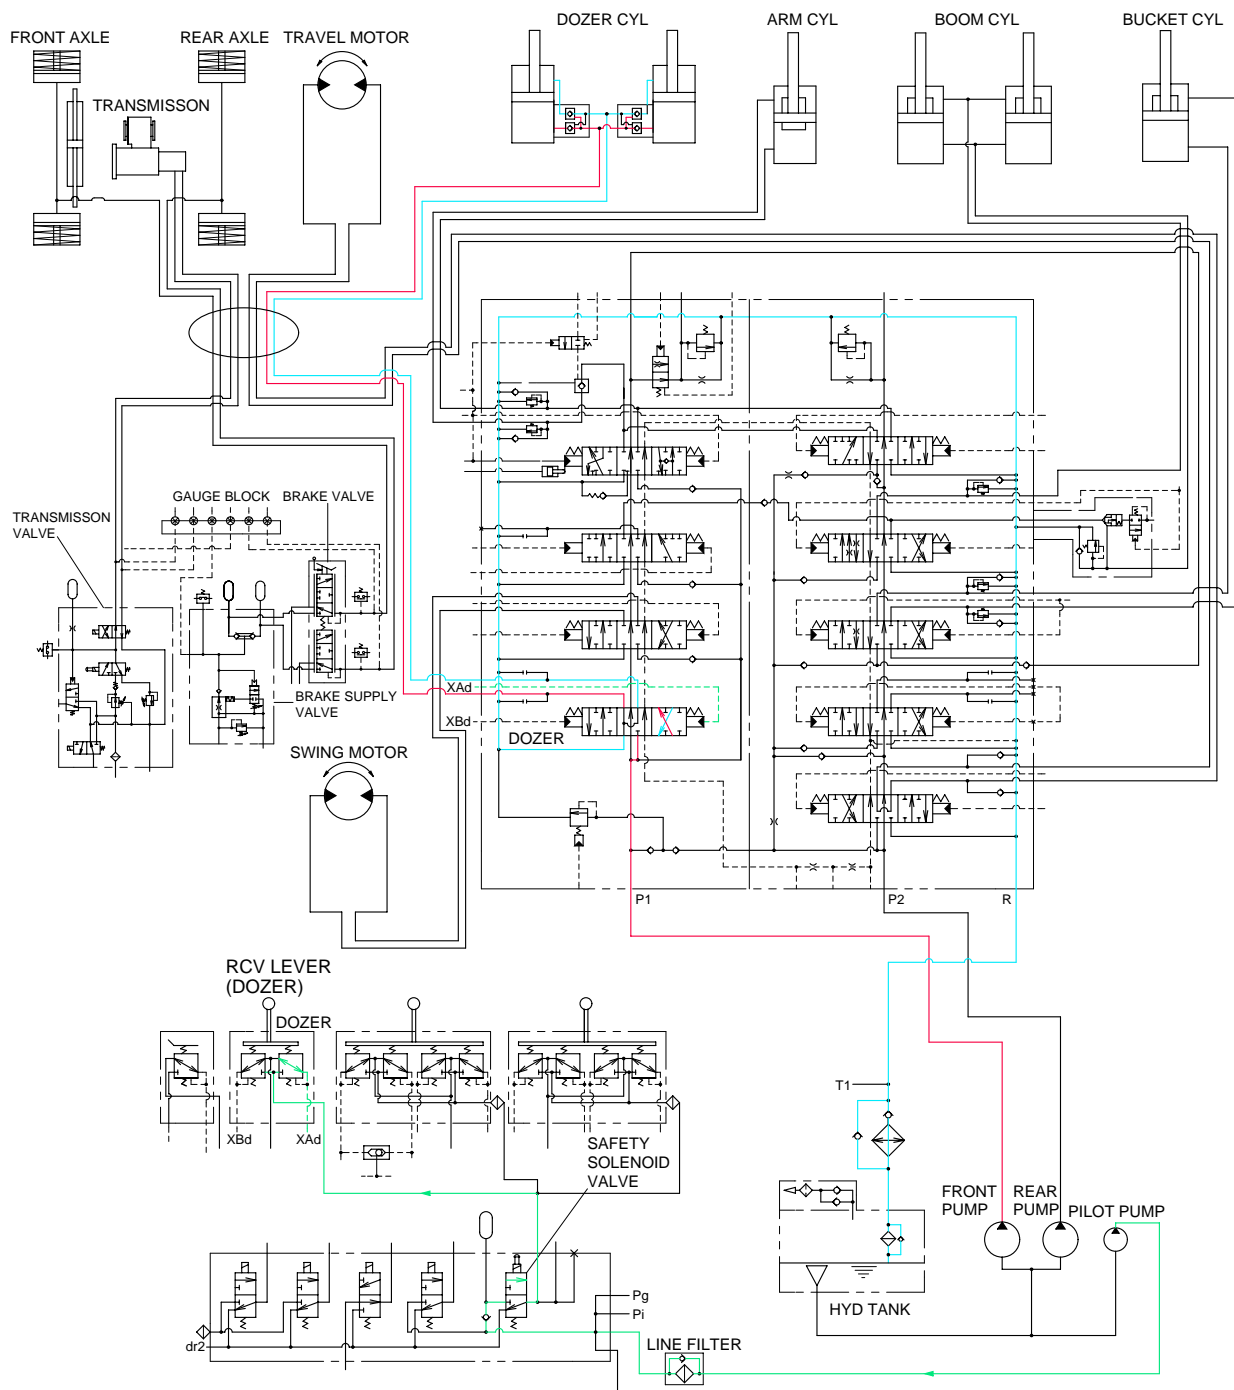 DOZER CYL
ARM CYL
BOOM CYL
BUCKET CYL
FRONT AXLE
REAR AXLE
TRAVEL MOTOR
TRANSMISSON
GAUGE BLOCK
BRAKE VALVE
TRANSMISSON
VALVE
XAd
BRAKE SUPPLY
VALVE
XBd
DOZER
SWING MOTOR
P1
P2
R
RCV LEVER
(DOZER)
DOZER
T1
XBd
XAd
SAFETY
SOLENOID
VALVE
FRONT
PUMP
REAR
PUMP
PILOT PUMP
Pg
Pi
HYD TANK
dr2
LINE FILTER